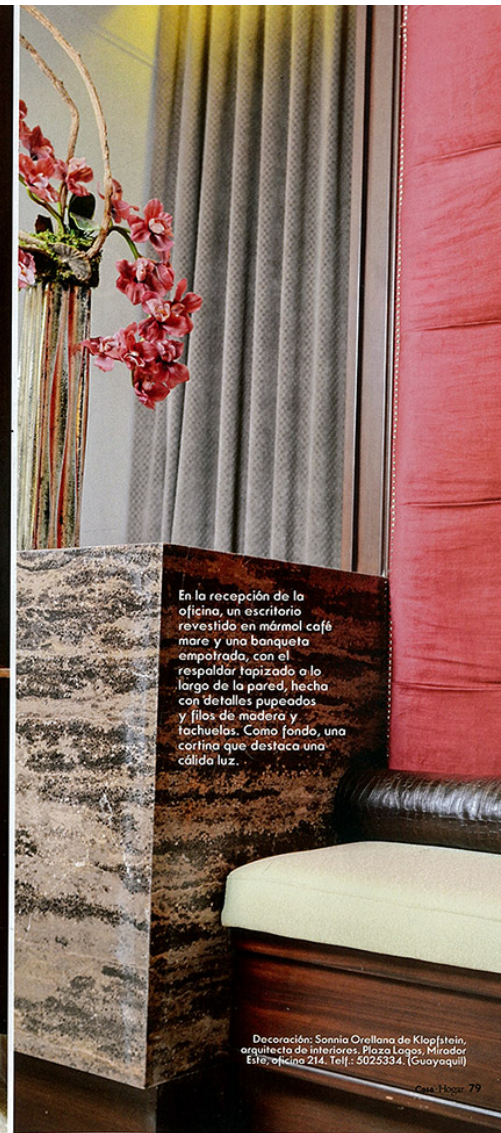 En la recepción de la
oficina, un escritorio
revestido en mármol café
mare y una banqueta
empotrada, con el
respaldar tapizado a lo
largo de la pared, hecha
con detalles pupeados
y filos de madera y
tachuelas. Como fondo, una
cortina que destaca una
cálida luz.
Decoración: Sonnia Orellana de Klopfstein,
arquitecta de interiores. Plaza Lagos, Mirador
Este, oficina 214. Telf.: 5025334. (Guayaquil)
Casa·Hogar 79